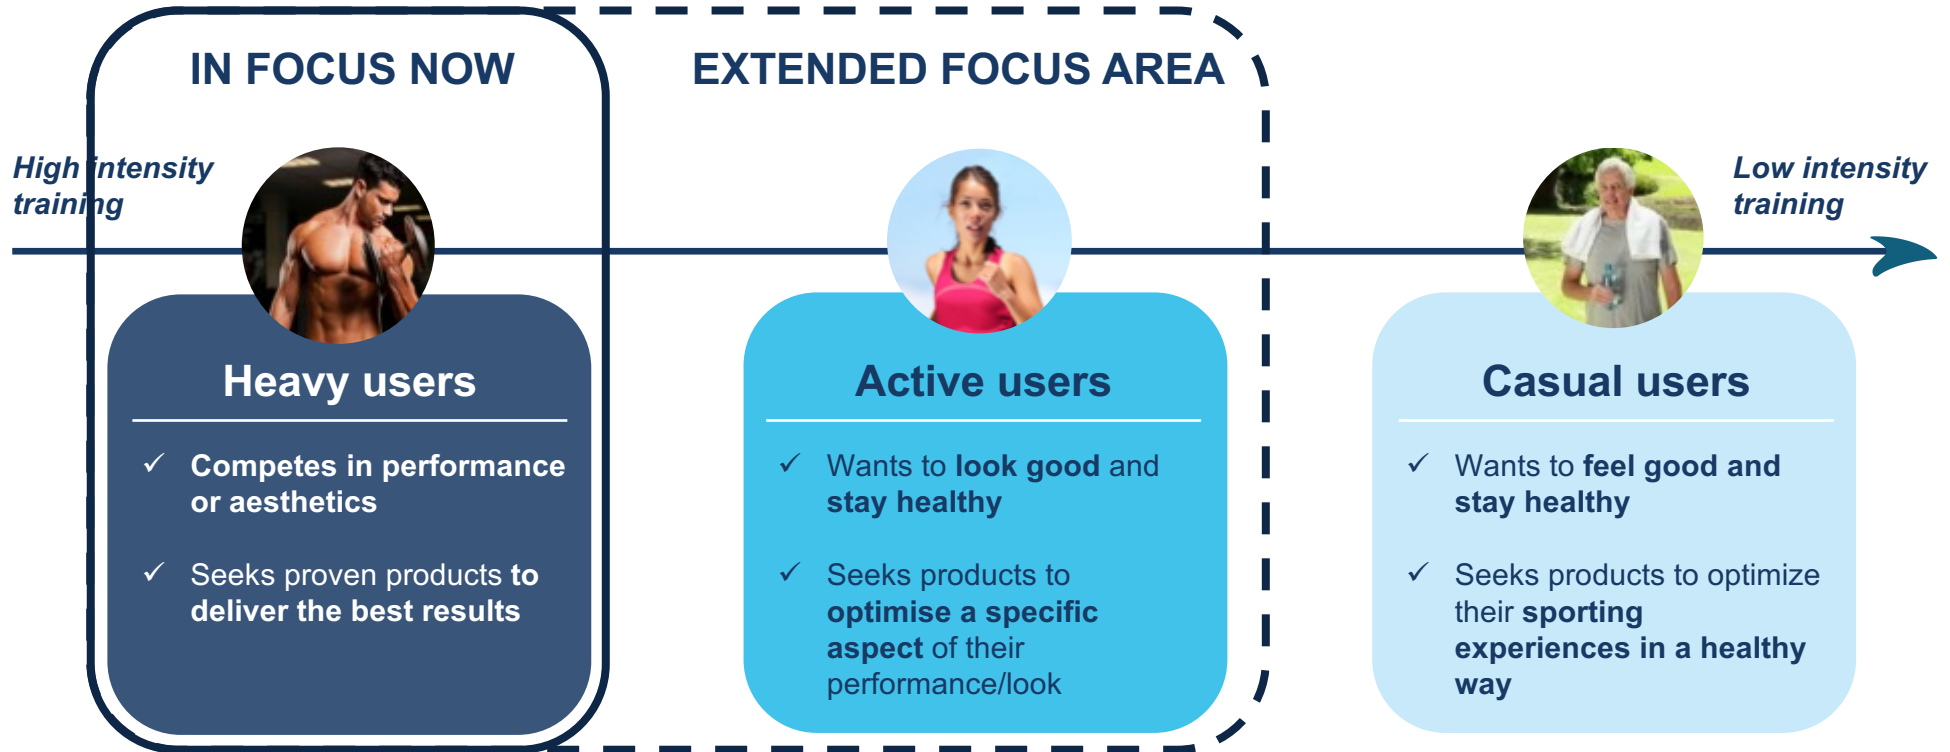 IN FOCUS NOW
EXTENDED FOCUS AREA
High intensity
training
Low intensity
training
Heavy users
✓ Competes in performance
or aesthetics
✓ Seeks proven products to
deliver the best results
Active users
✓ Wants to look good and
stay healthy
✓ Seeks products to
optimise a specific
aspect of their
performance/look
Casual users
✓ Wants to feel good and
stay healthy
✓ Seeks products to optimize
their sporting
experiences in a healthy
way